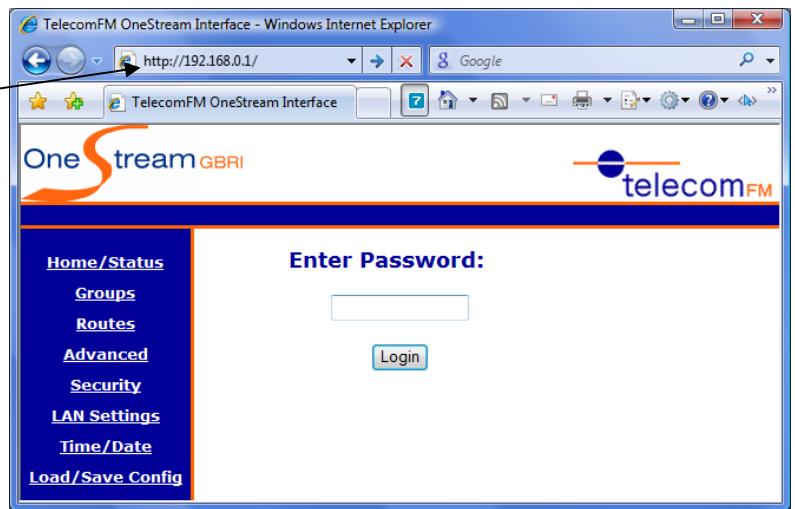 TelecomFM OneStream Interface - Windows Internet Explorer
http://192.168.0.1/
Google
TelecomFM OneStream Interface
OneStream GBRI
telecomFM
Home/Status
Groups
Routes
Advanced
Security
LAN Settings
Time/Date
Load/Save Config
Enter Password:
Login